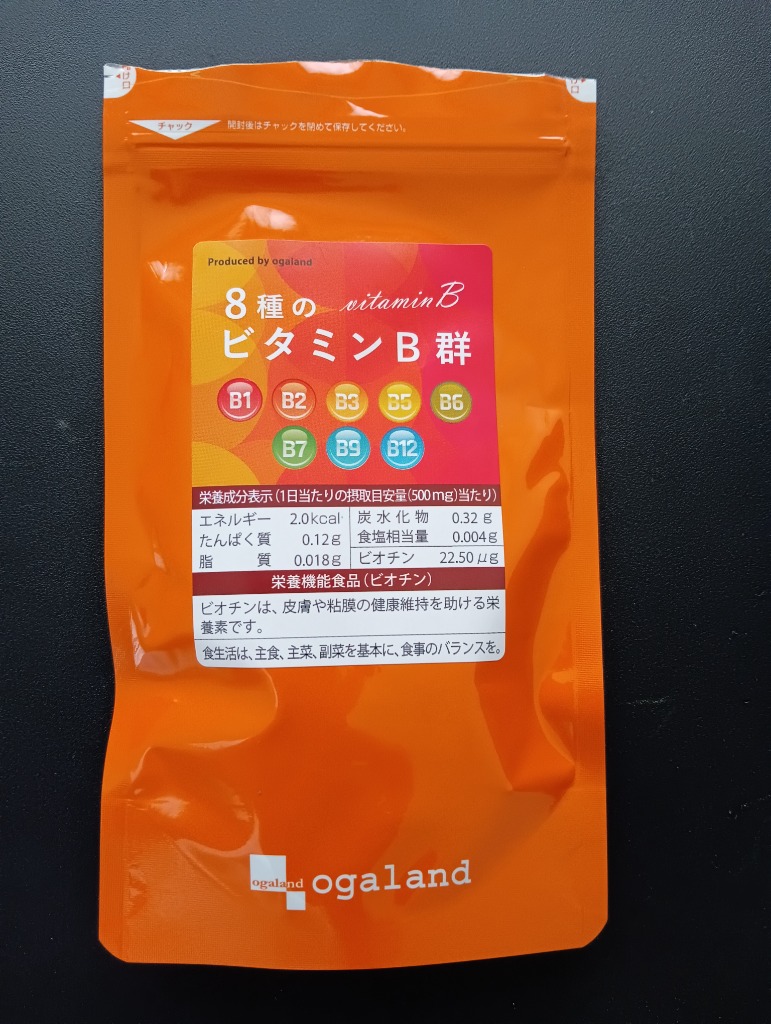 チャック 開封後はチャックを閉めて保存してください。
Produced by ogaland
8種の vitamin B
ビタミンB群
B1 B2 B3 B5 B6
B7 B9 B12
栄養成分表示(1日当たりの摂取目安量(500mg)当たり)
エネルギー 2.0kcal 炭水化物 0.32g
たんぱく質 0.12g 食塩相当量 0.004g
脂質 0.018g ビオチン 22.50μg
栄養機能食品(ビオチン)
ビオチンは、皮膚や粘膜の健康維持を助ける栄
養素です。
食生活は、主食、主菜、副菜を基本に、食事のバランスを。
ogaland ogaland